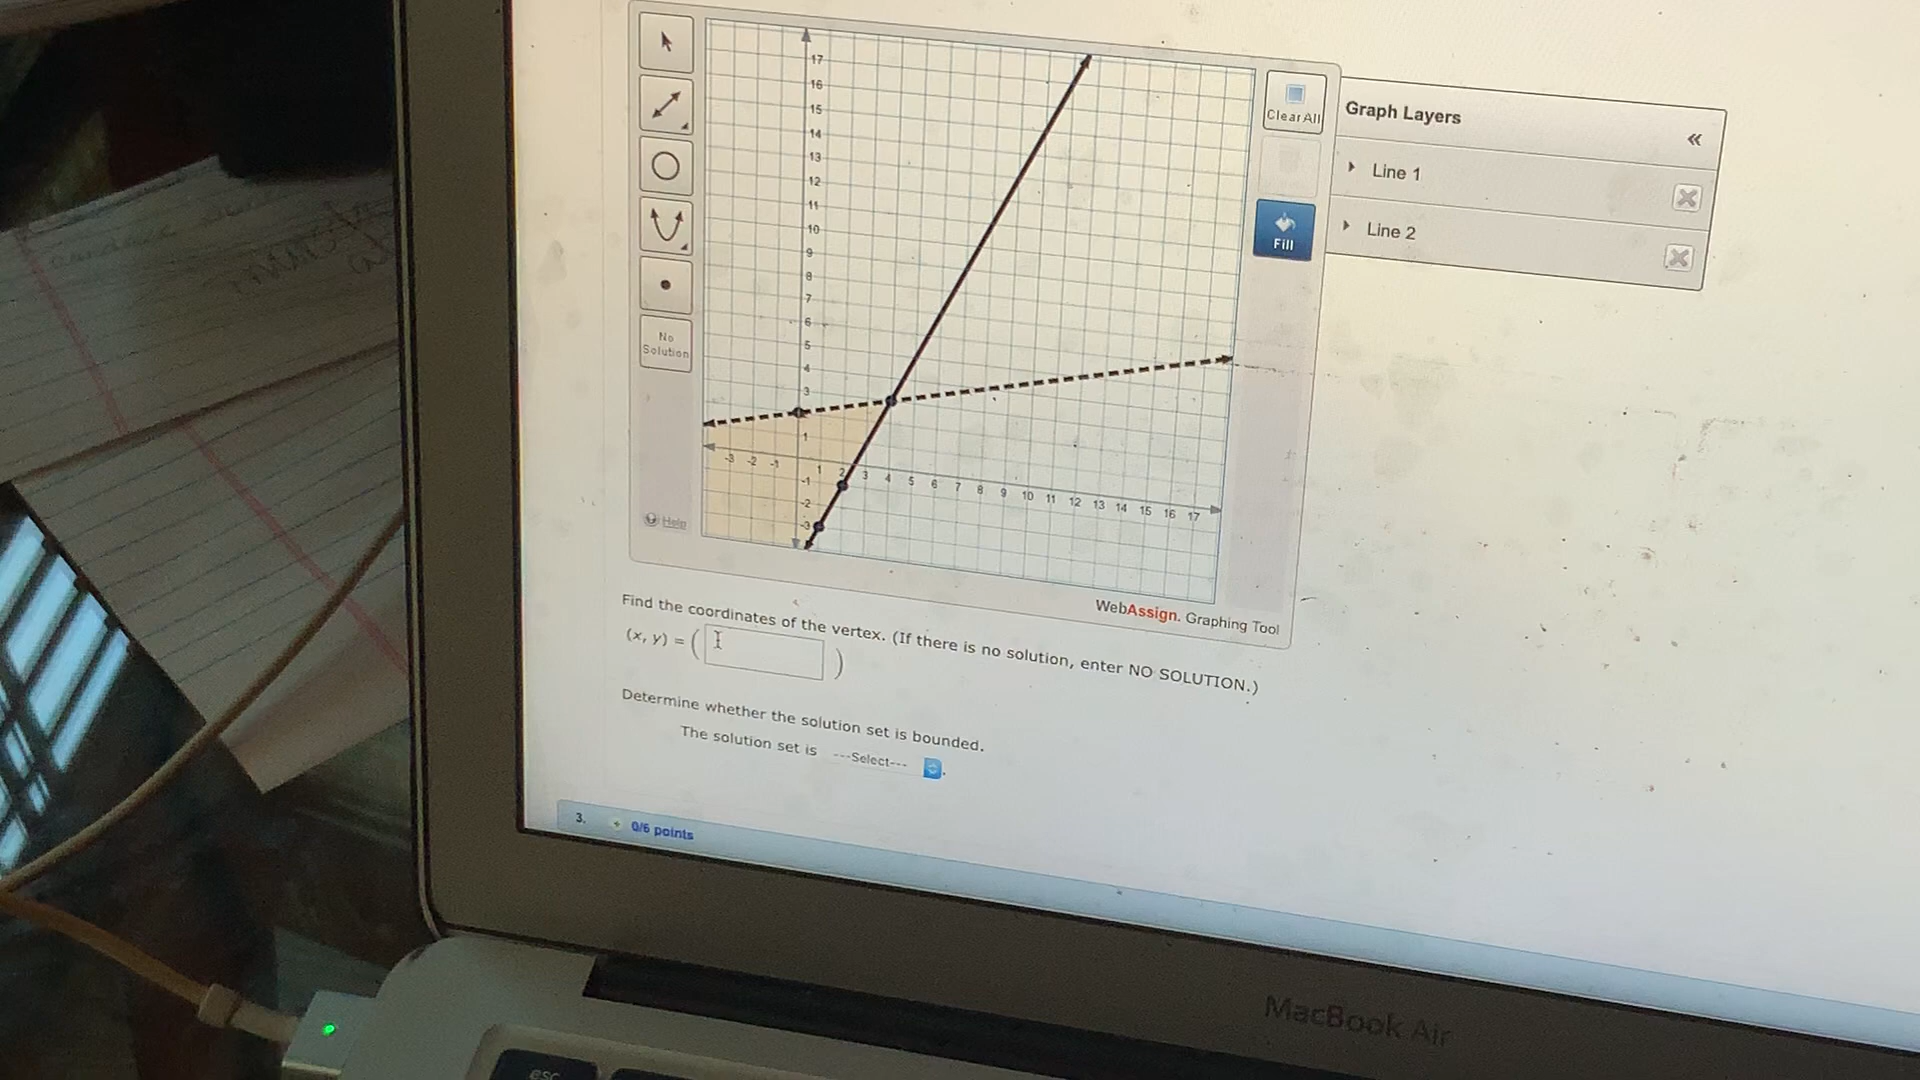 17
16
15
14
13
12
11
10
9
8
7
6
5
4
3
1
-3 -2 -1 1 2 3 4 5 6 7 8 9 10 11 12 13 14 15 16 17
-1
-2
-3
No
Solution
Help
Clear All
Fill
Graph Layers
«
Line 1
Line 2
WebAssign. Graphing Tool
Find the coordinates of the vertex. (If there is no solution, enter NO SOLUTION.)
(x, y) = ( )
Determine whether the solution set is bounded.
The solution set is ---Select--- .
3. + 0/6 points
MacBook Air
esc